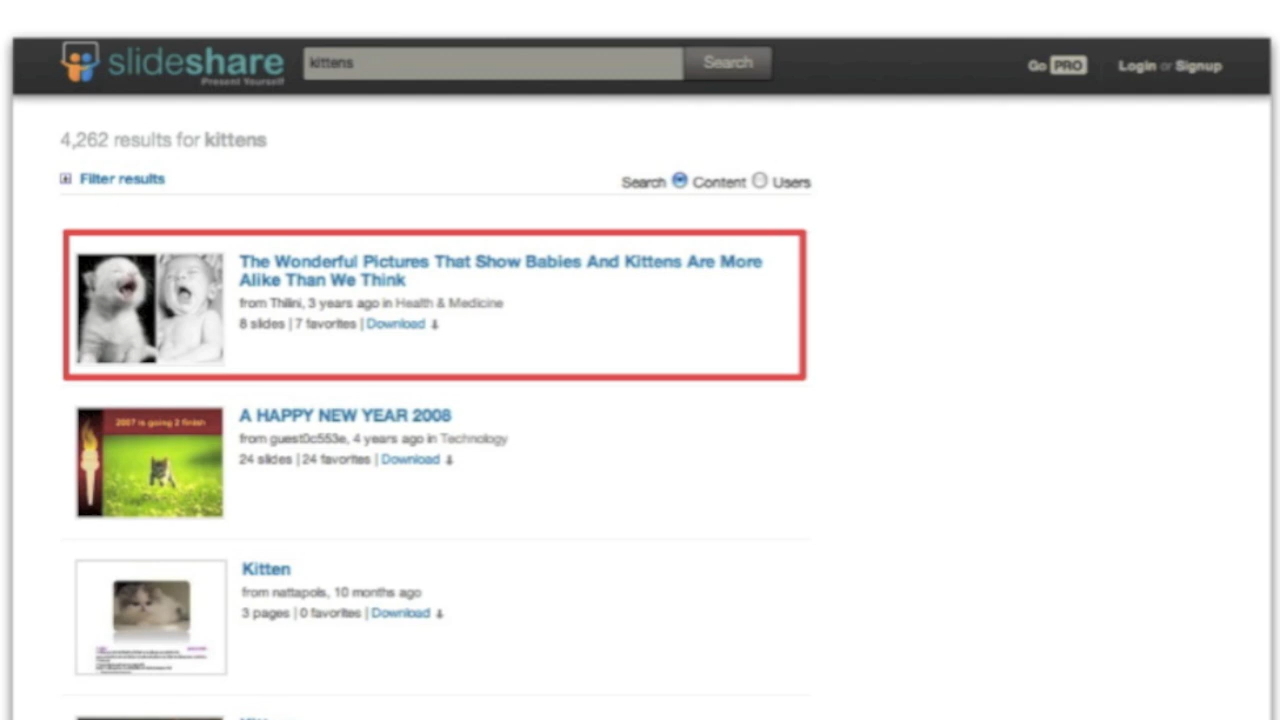 slideshare
Present Yourself
kittens
Search
Go PRO
Login or Signup
4,262 results for kittens
Filter results
Search Content Users
The Wonderful Pictures That Show Babies And Kittens Are More
Alike Than We Think
from Thilini, 3 years ago in Health & Medicine
8 slides | 7 favorites | Download
2007 is going 2 finish
A HAPPY NEW YEAR 2008
from guest0c553e, 4 years ago in Technology
24 slides | 24 favorites | Download
Kitten
from nattapols, 10 months ago
3 pages | 0 favorites | Download